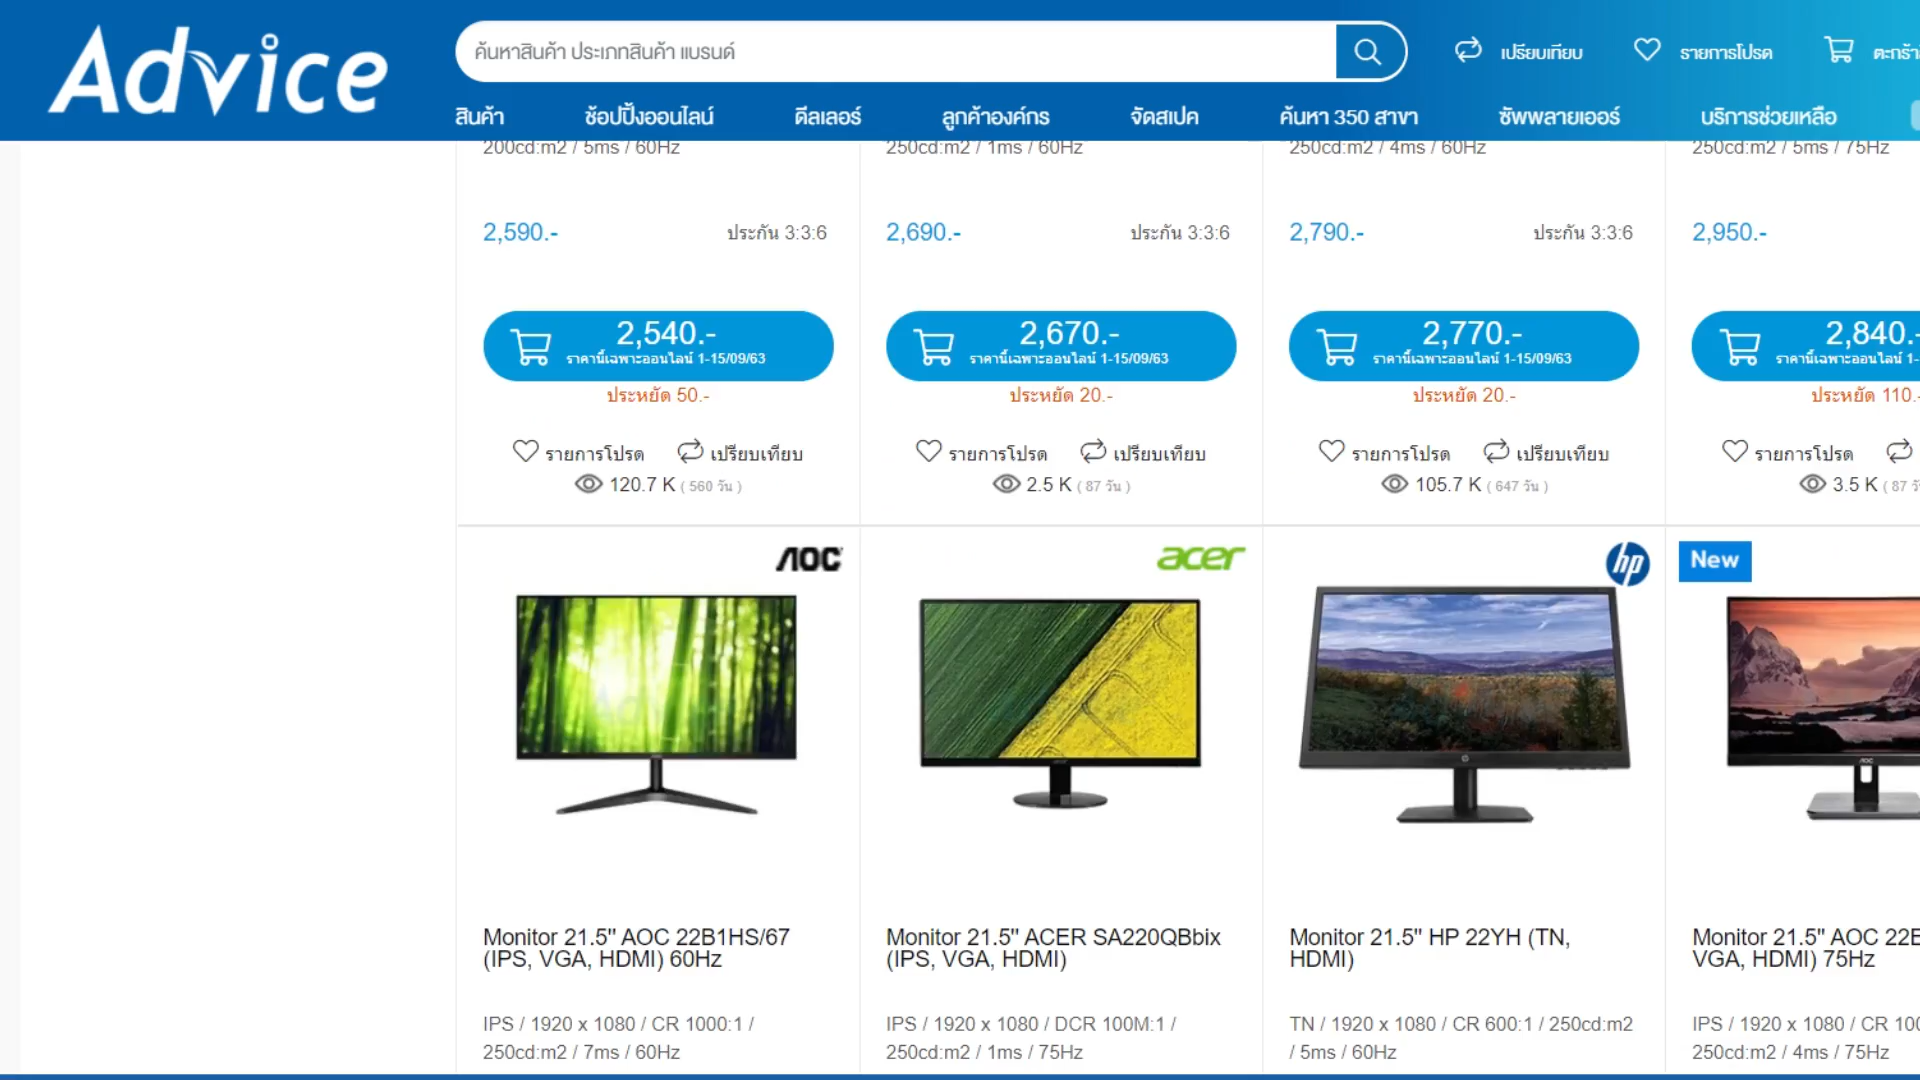 Advice
ค้นหาสินค้า ประเภทสินค้า แบรนด์
เปรียบเทียบ
รายการโปรด
สินค้า
ช้อปปิ้งออนไลน์
ดีลเลอร์
ลูกค้าองค์กร
จัดสเปค
ค้นหา 350 สาขา
ซัพพลายเออร์
บริการช่วยเหลือ
200cd:m2 / 5ms / 60Hz
250cd:m2 / 1ms / 60Hz
250cd:m2 / 4ms / 60Hz
250cd:m2 / 5ms / 75Hz
2,590.-
ประกัน 3:3:6
2,690.-
ประกัน 3:3:6
2,790.-
ประกัน 3:3:6
2,950.-
2,540.-
ราคานี้เฉพาะออนไลน์ 1-15/09/63
2,670.-
ราคานี้เฉพาะออนไลน์ 1-15/09/63
2,770.-
ราคานี้เฉพาะออนไลน์ 1-15/09/63
2,840.-
ราคานี้เฉพาะออนไลน์ 1-
ประหยัด 50.-
ประหยัด 20.-
ประหยัด 20.-
ประหยัด 110.-
รายการโปรด
เปรียบเทียบ
รายการโปรด
เปรียบเทียบ
รายการโปรด
เปรียบเทียบ
รายการโปรด
120.7 K ( 560 วัน )
2.5 K ( 87 วัน )
105.7 K ( 647 วัน )
3.5 K ( 87
AOC
acer
hp
New
Monitor 21.5" AOC 22B1HS/67
(IPS, VGA, HDMI) 60Hz
Monitor 21.5" ACER SA220QBbix
(IPS, VGA, HDMI)
Monitor 21.5" HP 22YH (TN,
HDMI)
Monitor 21.5" AOC 22E
VGA, HDMI) 75Hz
IPS / 1920 x 1080 / CR 1000:1 /
250cd:m2 / 7ms / 60Hz
IPS / 1920 x 1080 / DCR 100M:1 /
250cd:m2 / 1ms / 75Hz
TN / 1920 x 1080 / CR 600:1 / 250cd:m2
/ 5ms / 60Hz
IPS / 1920 x 1080 / CR 100
250cd:m2 / 4ms / 75Hz